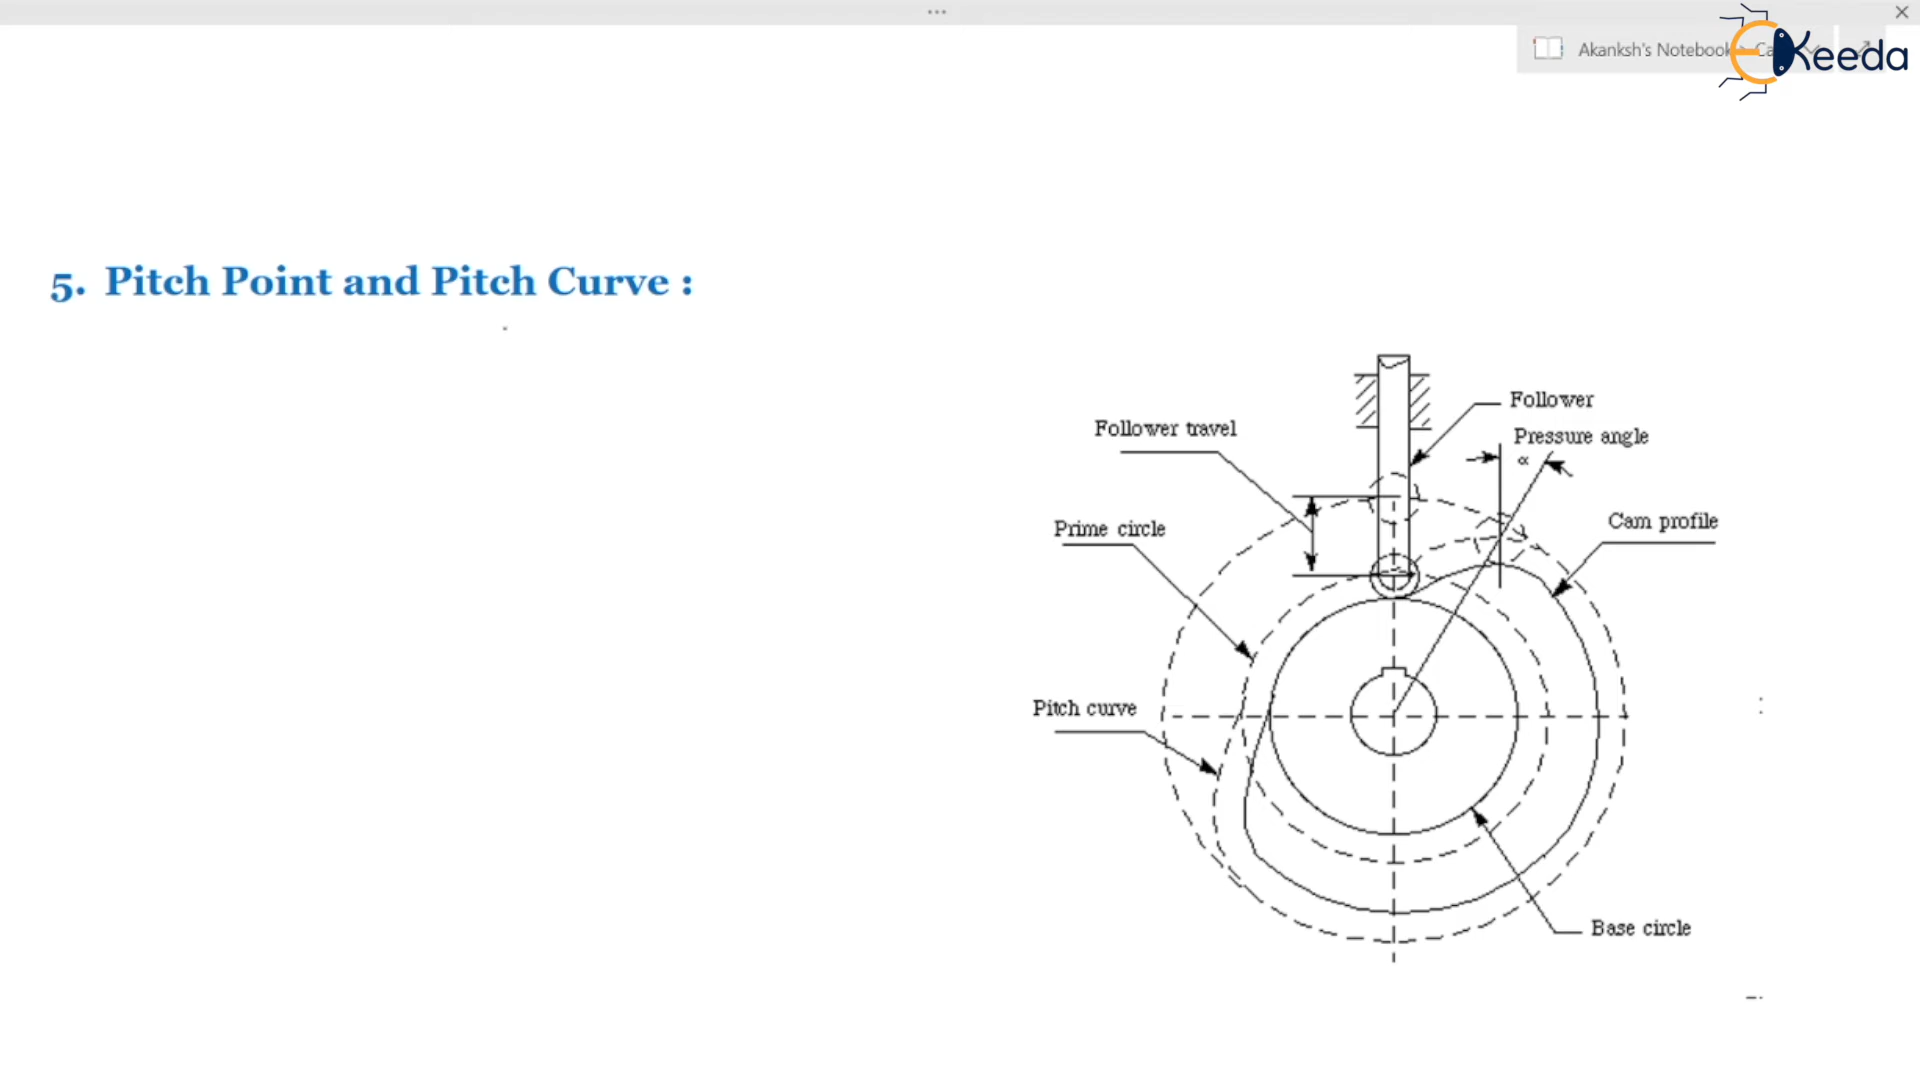 Akanksh's Notebook
EKeeda
5. Pitch Point and Pitch Curve :
Follower
Follower travel
Pressure angle
∝
Cam profile
Prime circle
Pitch curve
Base circle